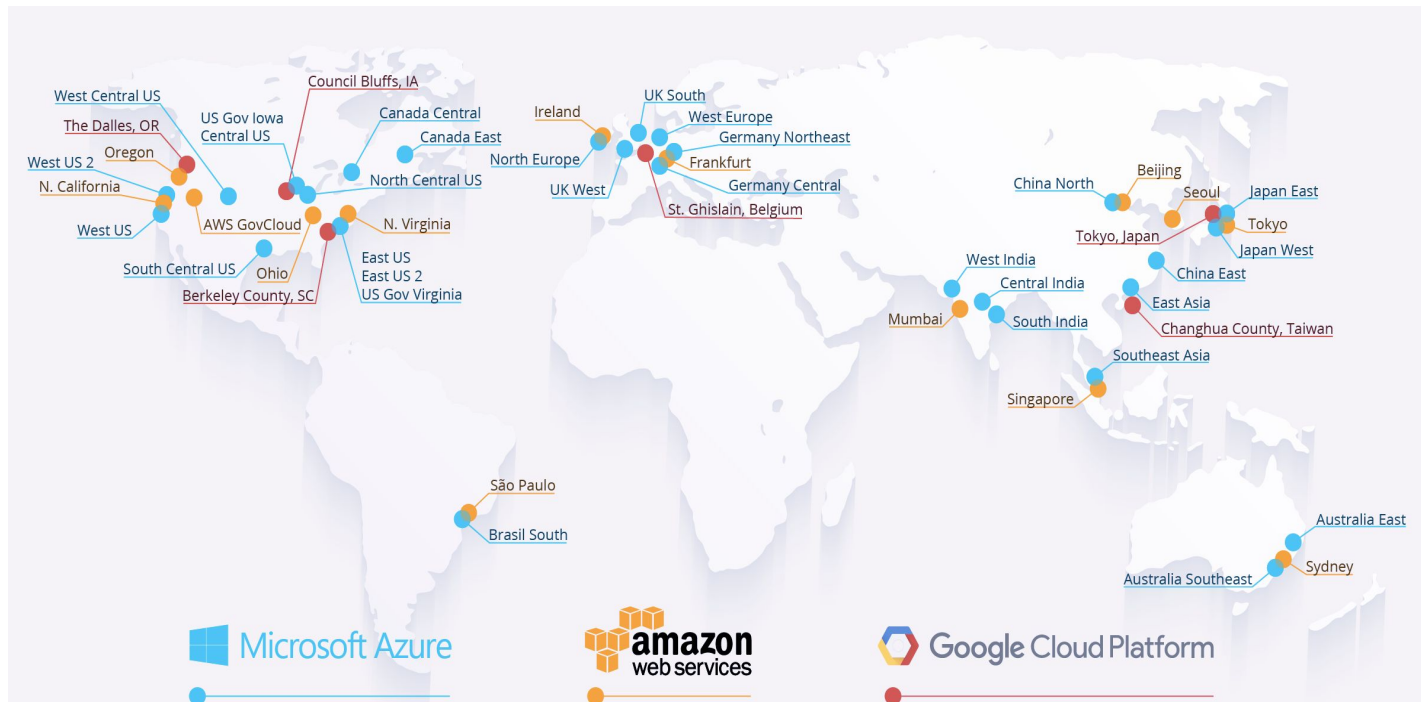 Council Bluffs, IA
West Central US
US Gov Iowa
Central US
Canada Central
The Dalles, OR
Canada East
Oregon
West US 2
North Central US
N. California
AWS GovCloud
N. Virginia
West US
South Central US
Ohio
East US
East US 2
US Gov Virginia
Berkeley County, SC
UK South
Ireland
West Europe
Germany Northeast
North Europe
Frankfurt
UK West
Germany Central
St. Ghislain, Belgium
China North
Beijing
Seoul
Japan East
Tokyo
Tokyo, Japan
Japan West
West India
China East
Central India
East Asia
Mumbai
South India
Changhua County, Taiwan
Southeast Asia
Singapore
São Paulo
Brasil South
Australia East
Sydney
Australia Southeast
Microsoft Azure
amazon
web services
Google Cloud Platform